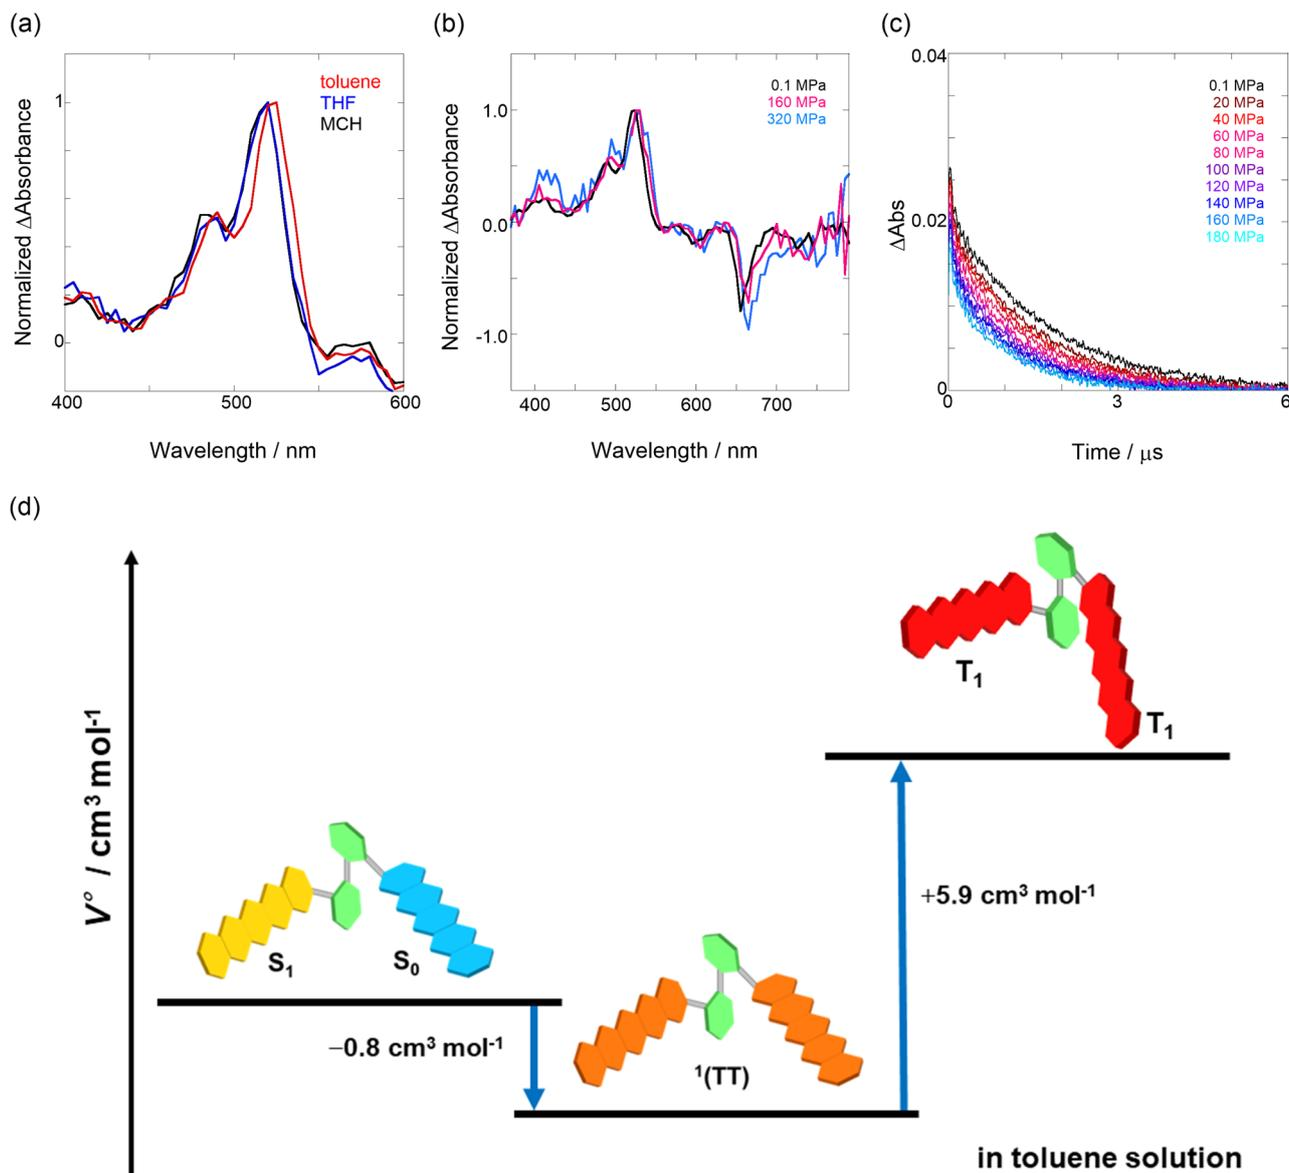 (a)
Normalized ΔAbsorbance
1
0
toluene
THF
MCH
400
500
600
Wavelength / nm
(b)
Normalized ΔAbsorbance
1.0
0.0
-1.0
0.1 MPa
160 MPa
320 MPa
400
500
600
700
Wavelength / nm
(c)
ΔAbs
0.04
0.02
0
0.1 MPa
20 MPa
40 MPa
60 MPa
80 MPa
100 MPa
120 MPa
140 MPa
160 MPa
180 MPa
0
3
6
Time / μs
(d)
V° / cm³ mol⁻¹
T₁
T₁
+5.9 cm³ mol⁻¹
S₁
S₀
−0.8 cm³ mol⁻¹
¹(TT)
in toluene solution